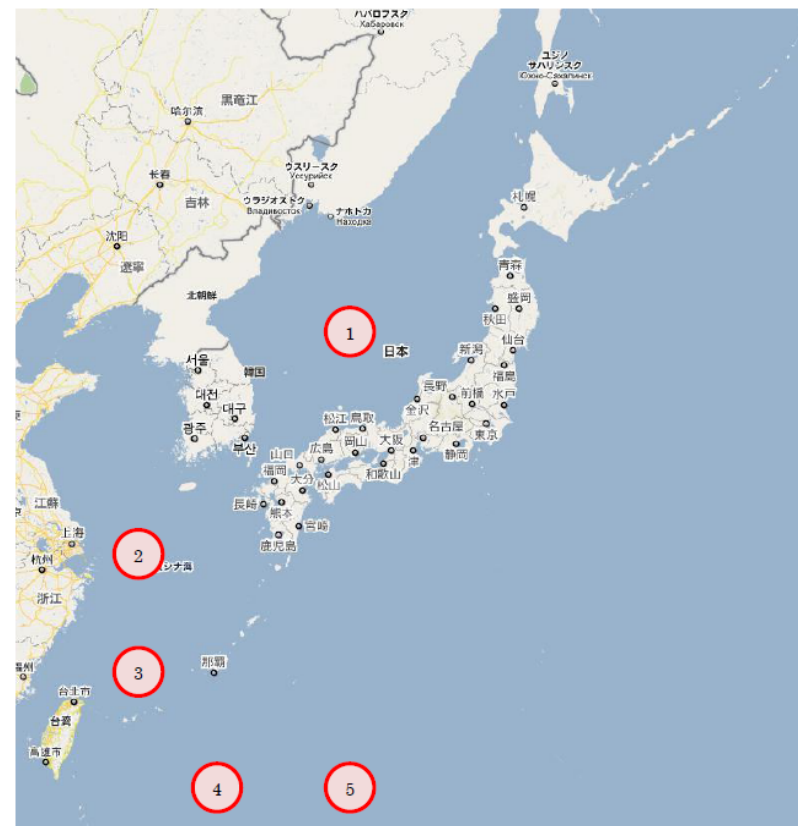 ハバロフスク
Хабаровск
ユジノ
サハリンスク
Южно-Сахалинск
黒竜江
哈尔滨
ウスリースク
Уссурийск
长春
吉林
ウラジオストク
Владивосток
ナホトカ
Находка
札幌
沈阳
遼寧
青森
北朝鮮
盛岡
秋田
1
仙台
日本
新潟
서울
韓国
福島
長野
前橋
水戸
대전
金沢
대구
松江
鳥取
名古屋
東京
광주
부산
広島
岡山
大阪
津
静岡
山口
福岡
大分
松山
和歌山
江蘇
長崎
熊本
宮崎
上海
鹿児島
2
杭州
シナ海
浙江
那覇
3
福州
台北市
台湾
高雄市
4
5